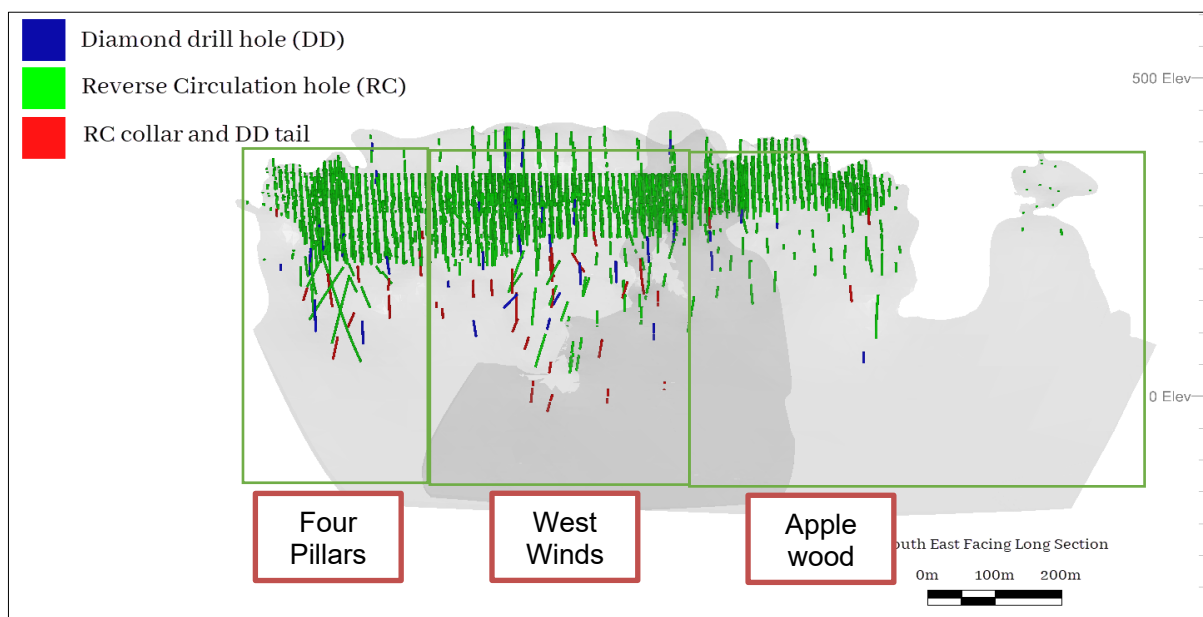 Diamond drill hole (DD)
Reverse Circulation hole (RC)
RC collar and DD tail
500 Elev
0 Elev
Four
Pillars
West
Winds
Apple
wood
outh East Facing Long Section
0m 100m 200m